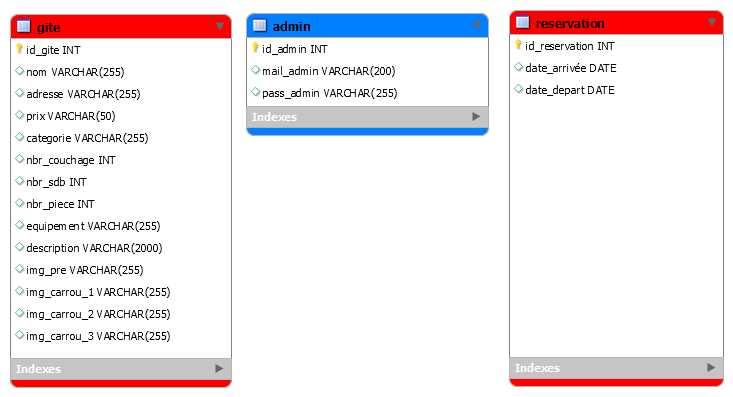 gite
id_gite INT
nom VARCHAR(255)
adresse VARCHAR(255)
prix VARCHAR(50)
categorie VARCHAR(255)
nbr_couchage INT
nbr_sdb INT
nbr_piece INT
equipement VARCHAR(255)
description VARCHAR(2000)
img_pre VARCHAR(255)
img_carrou_1 VARCHAR(255)
img_carrou_2 VARCHAR(255)
img_carrou_3 VARCHAR(255)
Indexes
admin
id_admin INT
mail_admin VARCHAR(200)
pass_admin VARCHAR(255)
Indexes
reservation
id_reservation INT
date_arrivée DATE
date_depart DATE
Indexes